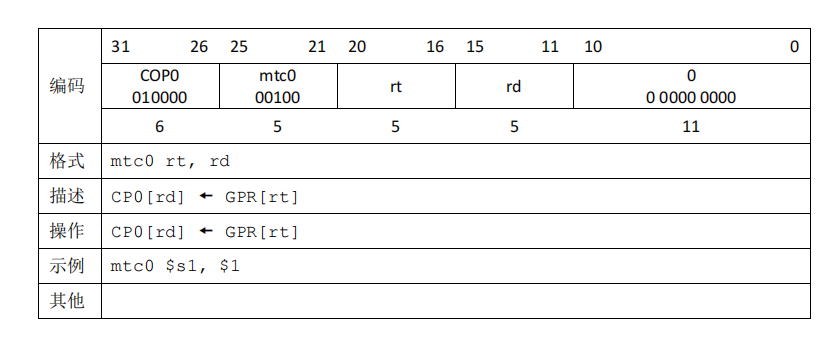 编码
31 26 25 21 20 16 15 11 10 0
COP0 mtc0 rt rd 0
010000 00100 0 0000 0000
6 5 5 5 11
格式 mtc0 rt, rd
描述 CP0[rd] ← GPR[rt]
操作 CP0[rd] ← GPR[rt]
示例 mtc0 $s1, $1
其他